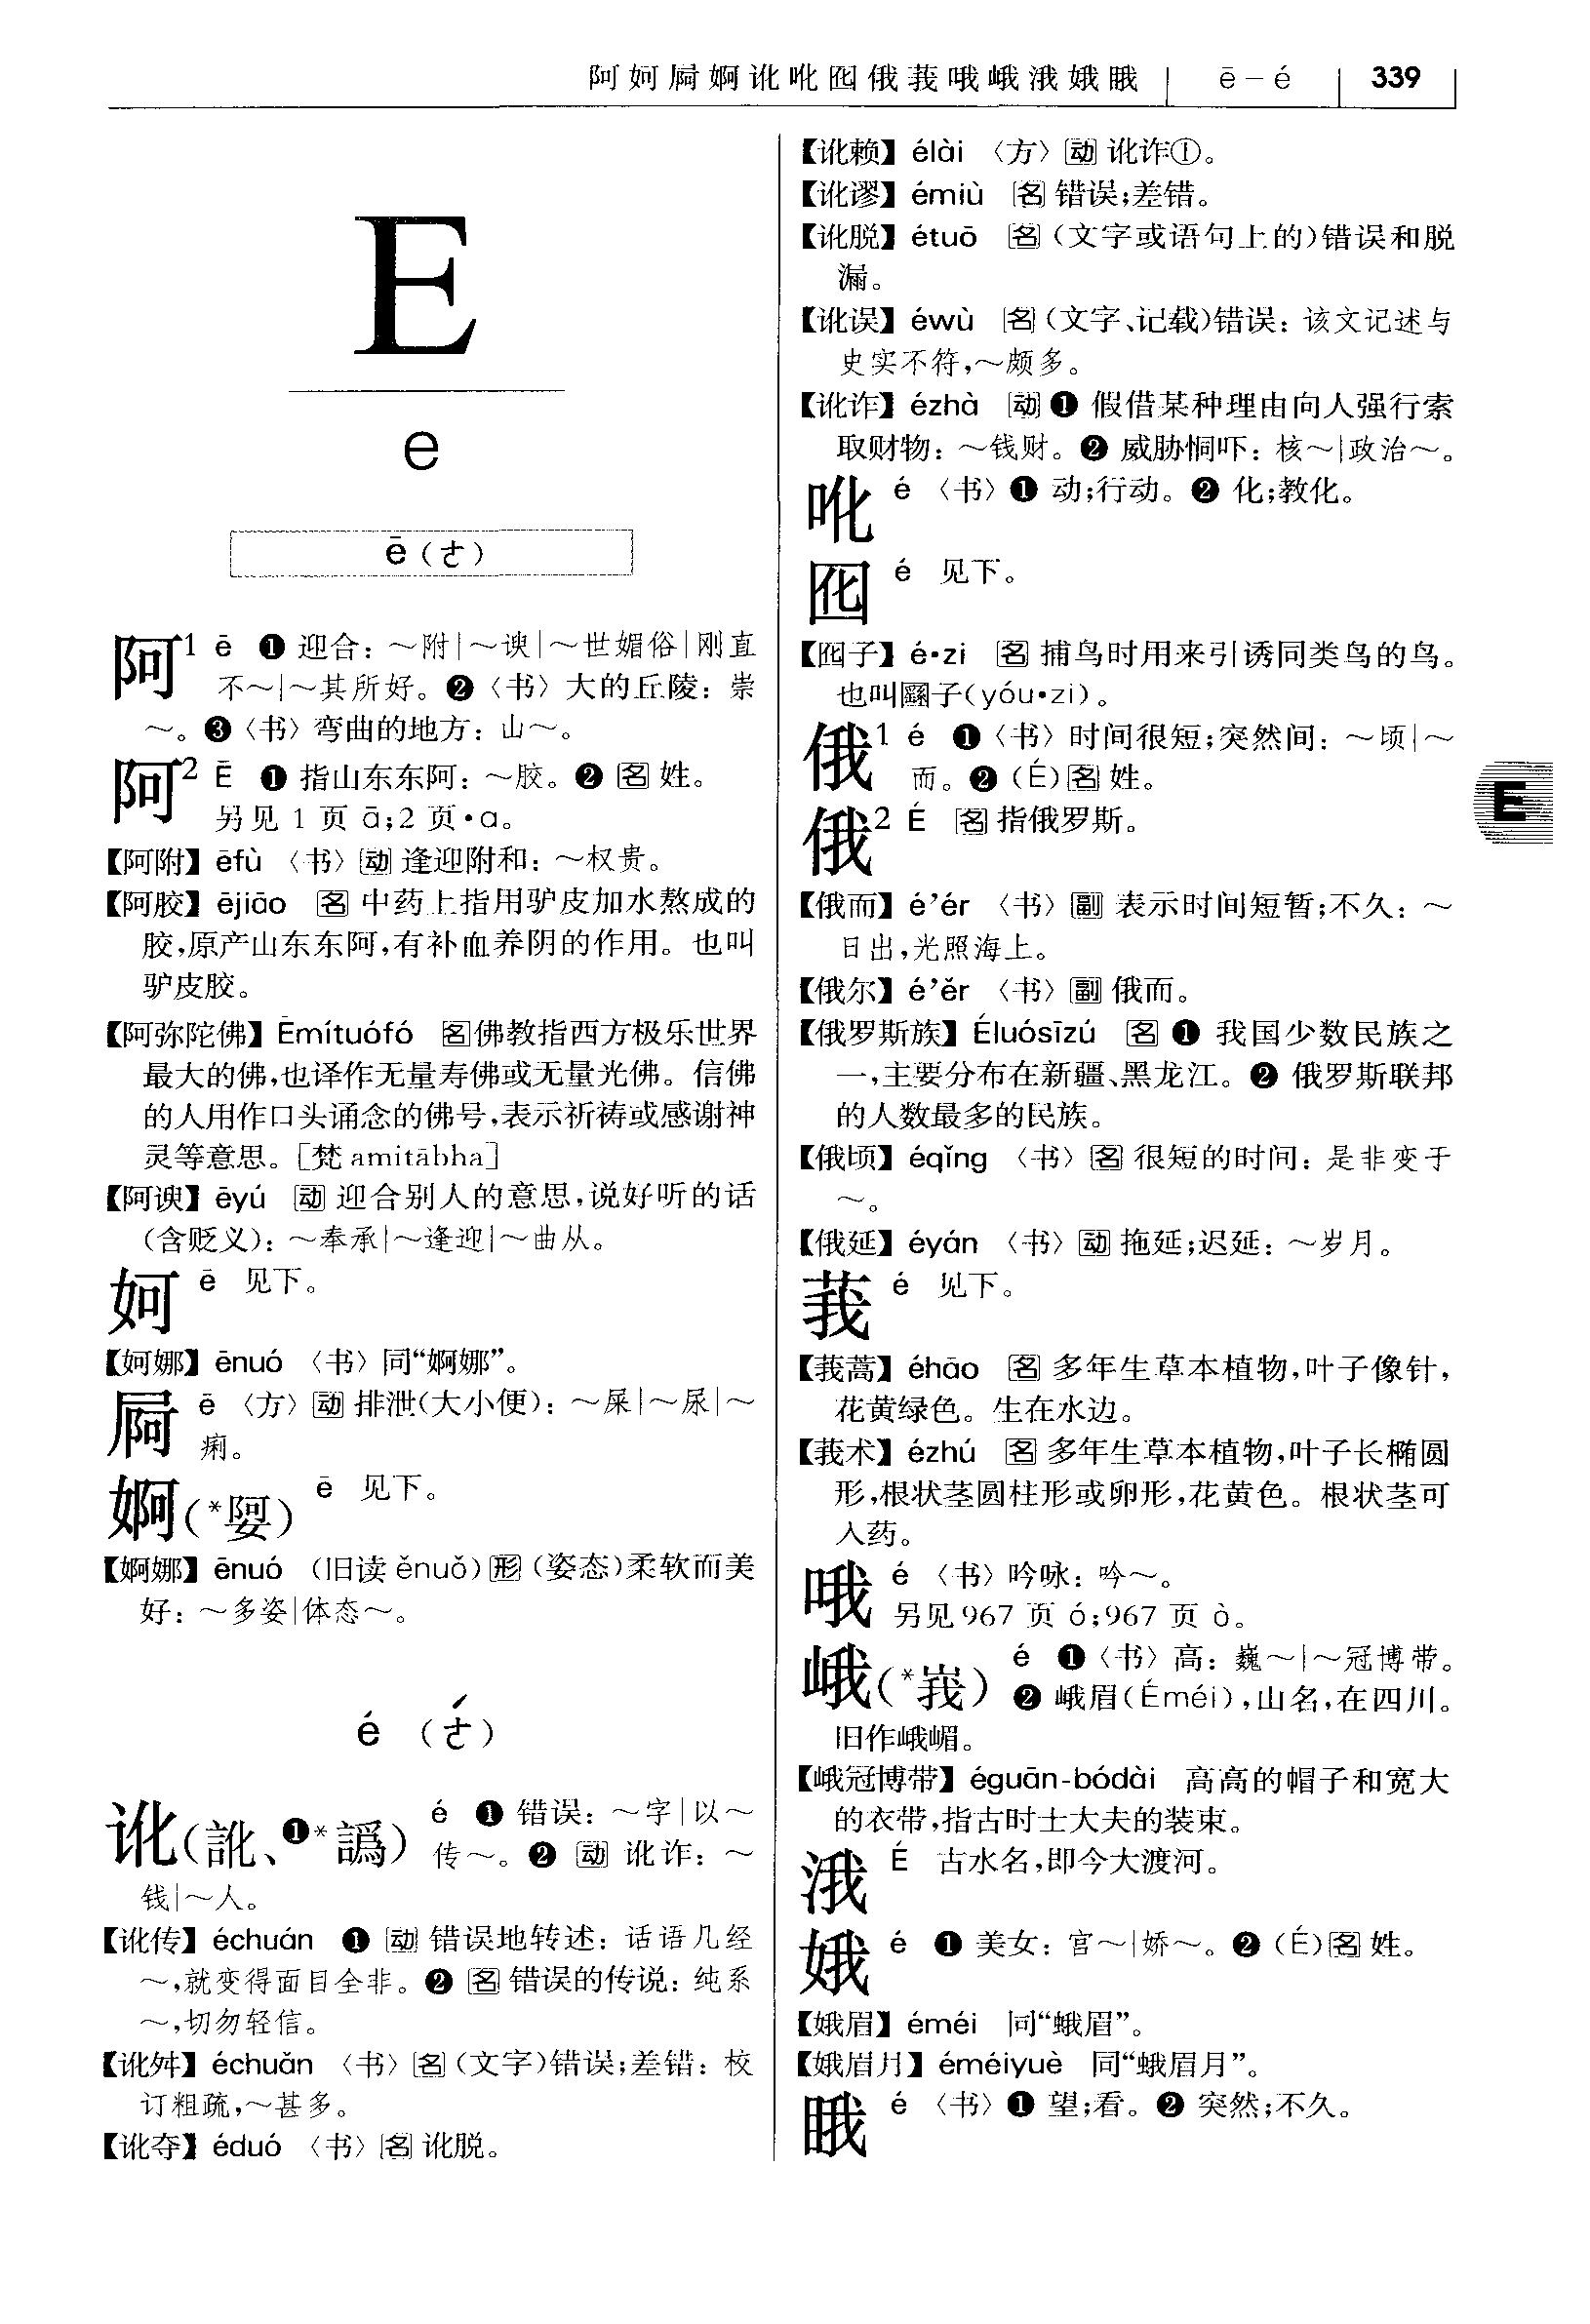 阿妸屙婀讹吪囮俄莪哦峨涐娥睋 ē－é 339
E
e
ē（ㄜ）
阿1 ē ❶ 迎合：～附|～谀|～世媚俗|刚直
不～|～其所好。❷〈书〉大的丘陵：崇
～。❸〈书〉弯曲的地方：山～。
阿2 Ē ❶ 指山东东阿：～胶。❷ 名 姓。
另见 1 页 ā；2 页·a。
【阿附】ēfù 〈书〉动 逢迎附和：～权贵。
【阿胶】ējiāo 名 中药上指用驴皮加水熬成的
胶，原产山东东阿，有补血养阴的作用。也叫
驴皮胶。
【阿弥陀佛】Ēmítuófó 名 佛教指西方极乐世界
最大的佛，也译作无量寿佛或无量光佛。信佛
的人用作口头诵念的佛号，表示祈祷或感谢神
灵等意思。［梵 amitābha］
【阿谀】ēyú 动 迎合别人的意思，说好听的话
（含贬义）：～奉承|～逢迎|～曲从。
妸 ē 见下。
【妸娜】ēnuó 〈书〉同“婀娜”。
屙 ē 〈方〉动 排泄（大小便）：～屎|～尿|～
痢。
婀（*娿） ē 见下。
【婀娜】ēnuó （旧读 ěnuǒ）形（姿态）柔软而美
好：～多姿|体态～。
é （ㄜˊ）
讹（訛、❶*譌） é ❶ 错误：～字|以～
传～。❷ 动 讹诈：～
钱|～人。
【讹传】échuán ❶ 动 错误地转述：话语几经
～，就变得面目全非。❷ 名 错误的传说：纯系
～，切勿轻信。
【讹舛】échuǎn 〈书〉名（文字）错误；差错：校
订粗疏，～甚多。
【讹夺】éduó 〈书〉名 讹脱。
【讹赖】élài 〈方〉动 讹诈①。
【讹谬】émiù 名 错误；差错。
【讹脱】étuō 名（文字或语句上的）错误和脱
漏。
【讹误】éwù 名（文字、记载）错误：该文记述与
史实不符，～颇多。
【讹诈】ézhà 动 ❶ 假借某种理由向人强行索
取财物：～钱财。❷ 威胁恫吓：核～|政治～。
吪 é 〈书〉❶ 动；行动。❷ 化；教化。
囮 é 见下。
【囮子】é·zi 名 捕鸟时用来引诱同类鸟的鸟。
也叫圝子（yóu·zi）。
俄1 é ❶〈书〉时间很短；突然间：～顷|～
而。❷（É）名 姓。
俄2 É 名 指俄罗斯。
E
【俄而】é’ér 〈书〉副 表示时间短暂；不久：～
日出，光照海上。
【俄尔】é’ěr 〈书〉副 俄而。
【俄罗斯族】Éluósīzú 名 ❶ 我国少数民族之
一，主要分布在新疆、黑龙江。❷ 俄罗斯联邦
的人数最多的民族。
【俄顷】éqǐng 〈书〉名 很短的时间：是非变于
～。
【俄延】éyán 〈书〉动 拖延；迟延：～岁月。
莪 é 见下。
【莪蒿】éhāo 名 多年生草本植物，叶子像针，
花黄绿色。生在水边。
【莪术】ézhú 名 多年生草本植物，叶子长椭圆
形，根状茎圆柱形或卵形，花黄色。根状茎可
入药。
哦 é 〈书〉吟咏：吟～。
另见 967 页 ó；967 页 ò。
峨（*峩） é ❶〈书〉高：巍～|～冠博带。
❷ 峨眉（Éméi），山名，在四川。
旧作峨嵋。
【峨冠博带】éguān-bódài 高高的帽子和宽大
的衣带，指古时士大夫的装束。
涐 É 古水名，即今大渡河。
娥 é ❶ 美女：宫～|娇～。❷（É）名 姓。
【娥眉】éméi 同“蛾眉”。
【娥眉月】éméiyuè 同“蛾眉月”。
睋 é 〈书〉❶ 望；看。❷ 突然；不久。